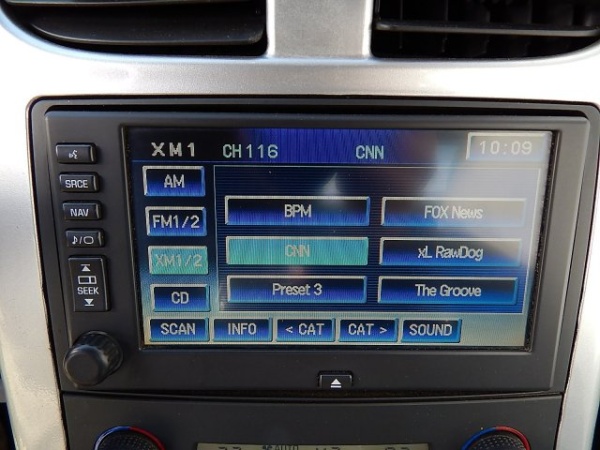 XM1 CH116 CNN 10:09
AM
BPM FOX News
SRCE
FM1/2
NAV
CNN xL RawDog
XM1/2
SEEK
CD
Preset 3 The Groove
SCAN INFO < CAT CAT > SOUND
AUTO